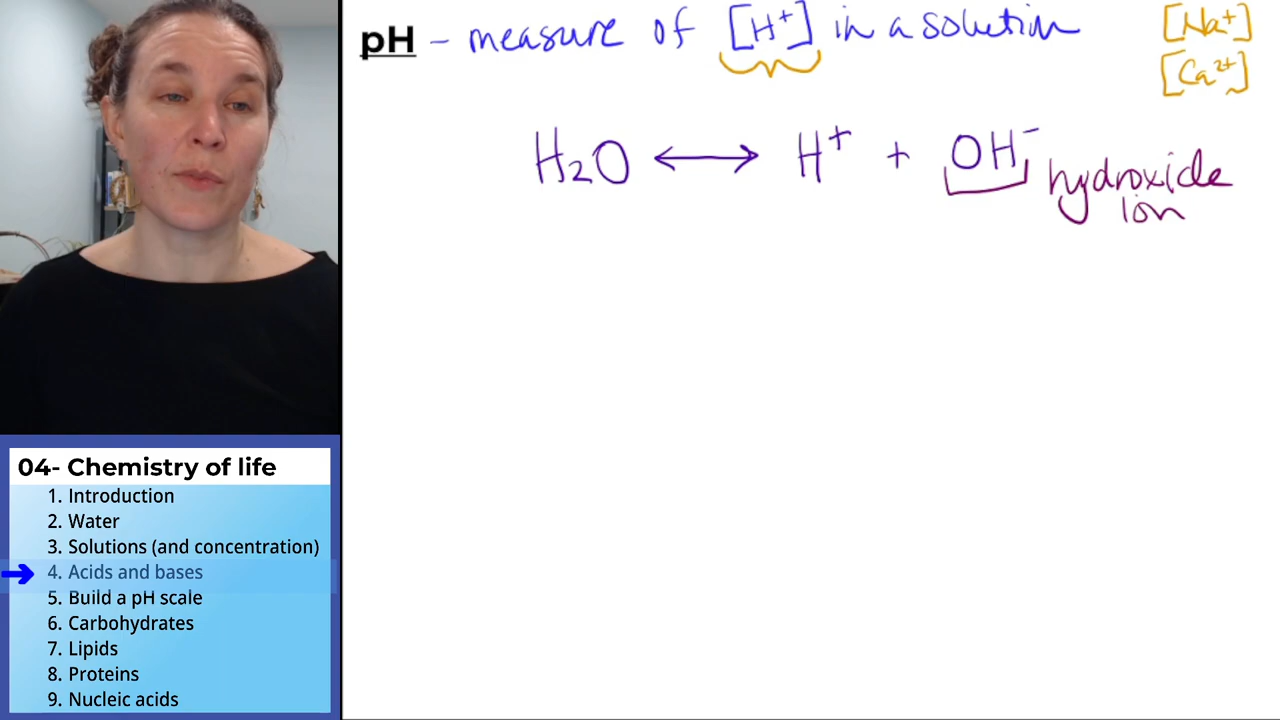 pH - measure of [H⁺] in a solution
[Na⁺]
[Ca²⁺]
H₂O ⟷ H⁺ + OH⁻
hydroxide
ion
04- Chemistry of life
1. Introduction
2. Water
3. Solutions (and concentration)
4. Acids and bases
5. Build a pH scale
6. Carbohydrates
7. Lipids
8. Proteins
9. Nucleic acids